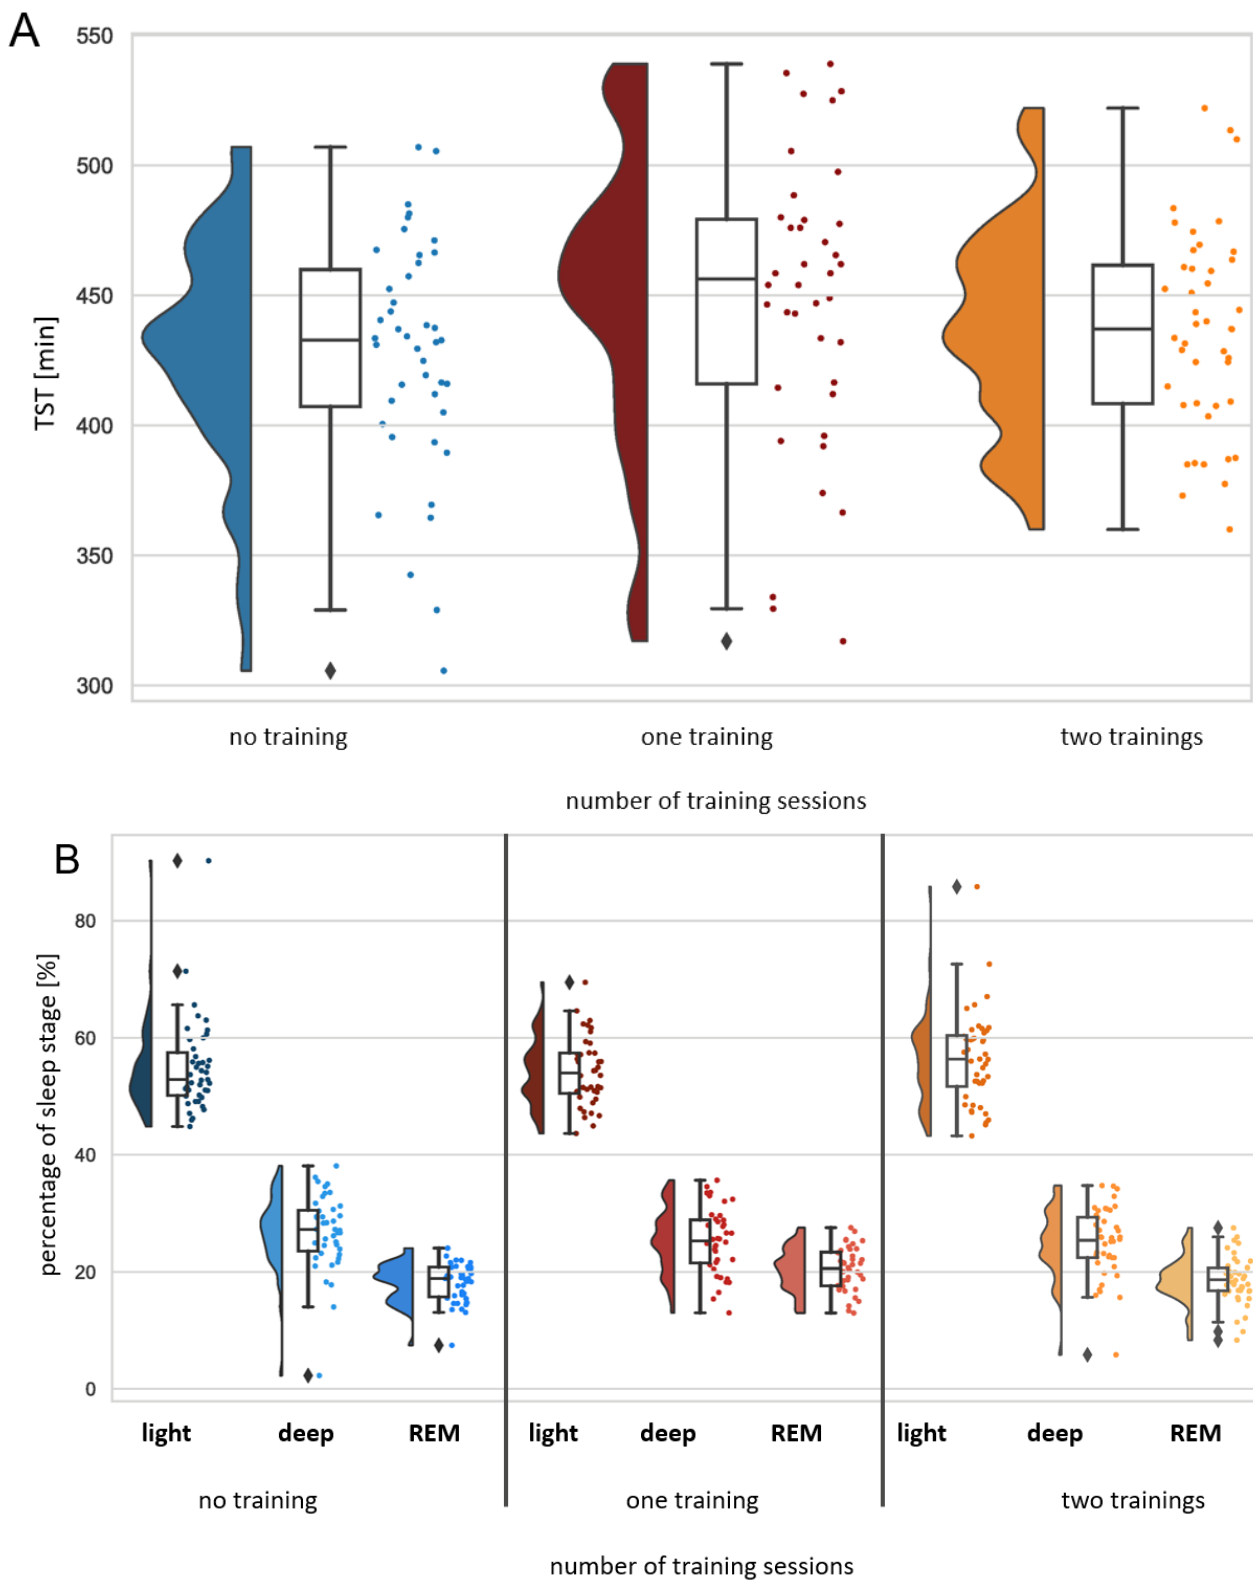 A
550
500
450
400
350
300
TST [min]
no training one training two trainings
number of training sessions
B
80
60
40
20
0
percentage of sleep stage [%]
light deep REM light deep REM light deep REM
no training one training two trainings
number of training sessions